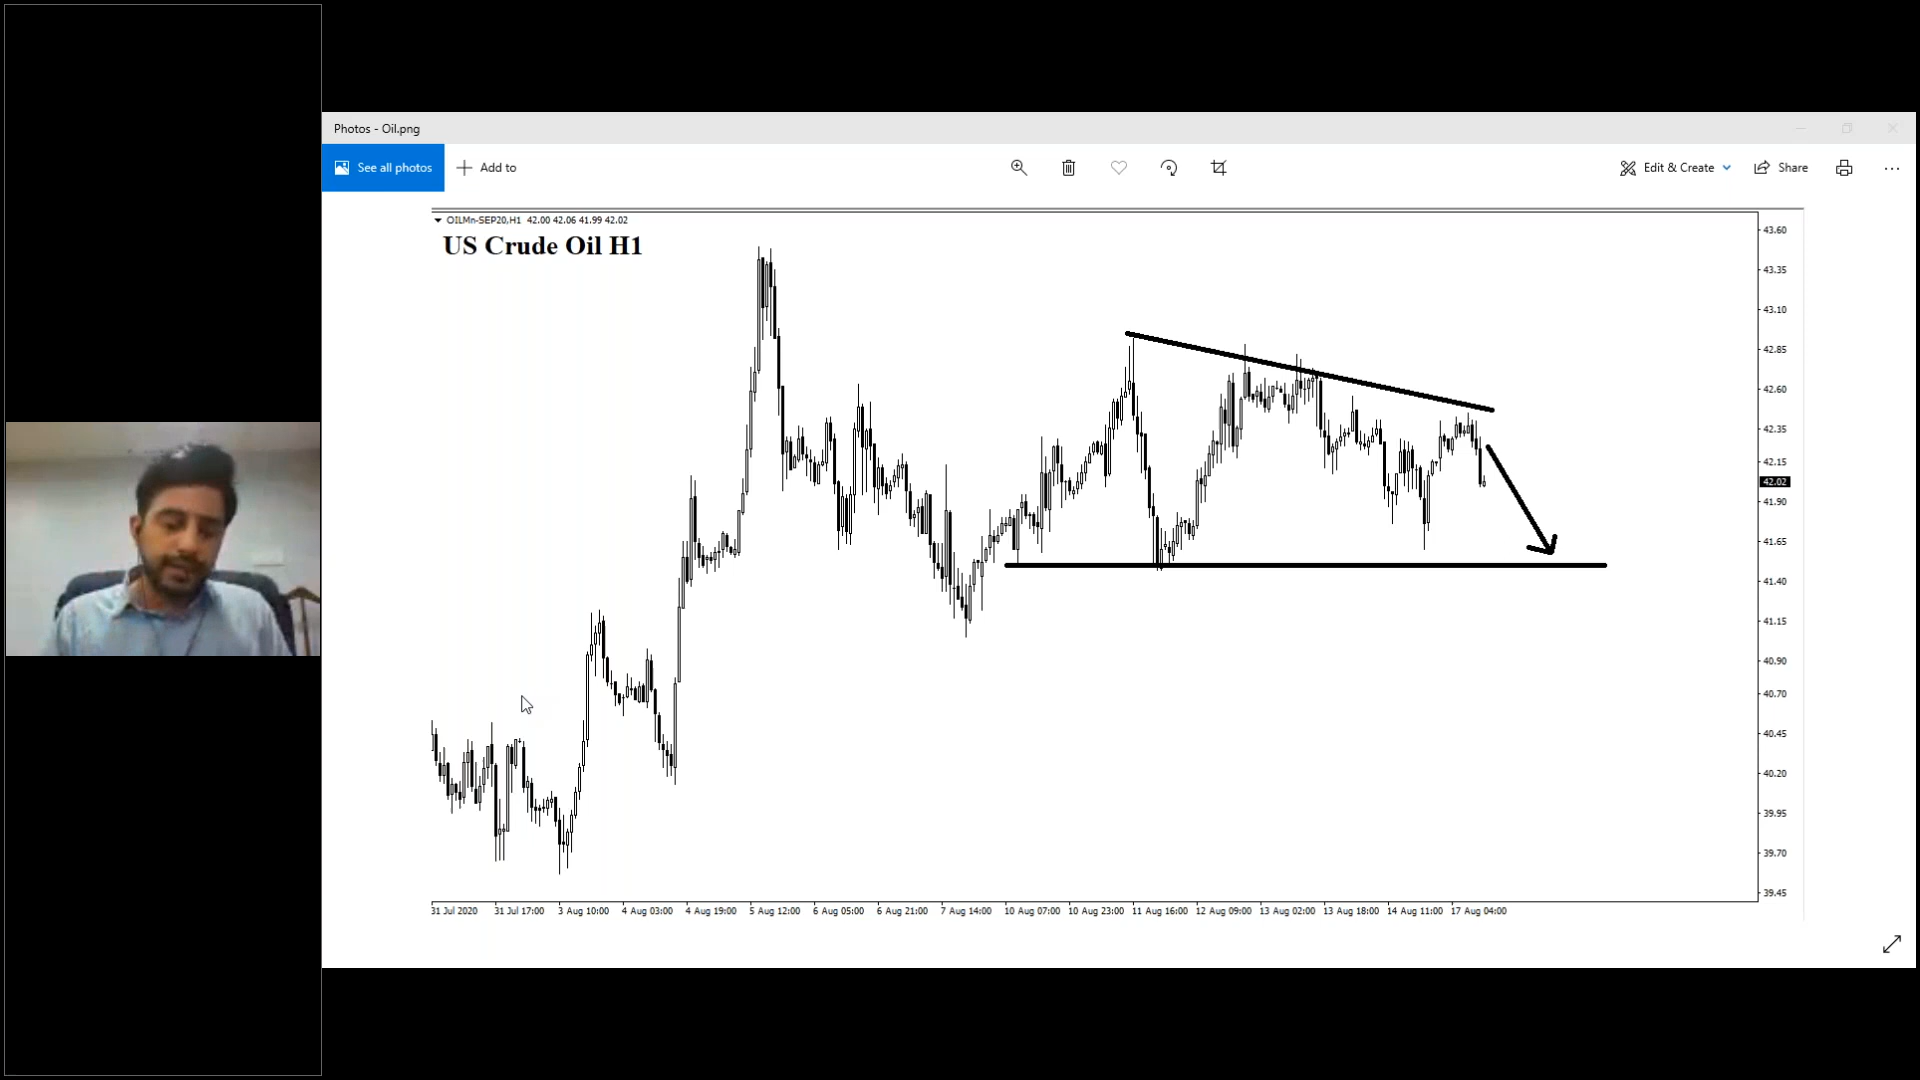 Photos - Oil.png
See all photos
Add to
Edit & Create
Share
OILMn-SEP20,H1 42.00 42.06 41.99 42.02
US Crude Oil H1
43.60
43.35
43.10
42.85
42.60
42.35
42.15
42.02
41.90
41.65
41.40
41.15
40.90
40.70
40.45
40.20
39.95
39.70
39.45
31 Jul 2020 31 Jul 17:00 3 Aug 10:00 4 Aug 03:00 4 Aug 19:00 5 Aug 12:00 6 Aug 05:00 6 Aug 21:00 7 Aug 14:00 10 Aug 07:00 10 Aug 23:00 11 Aug 16:00 12 Aug 09:00 13 Aug 02:00 13 Aug 18:00 14 Aug 11:00 17 Aug 04:00